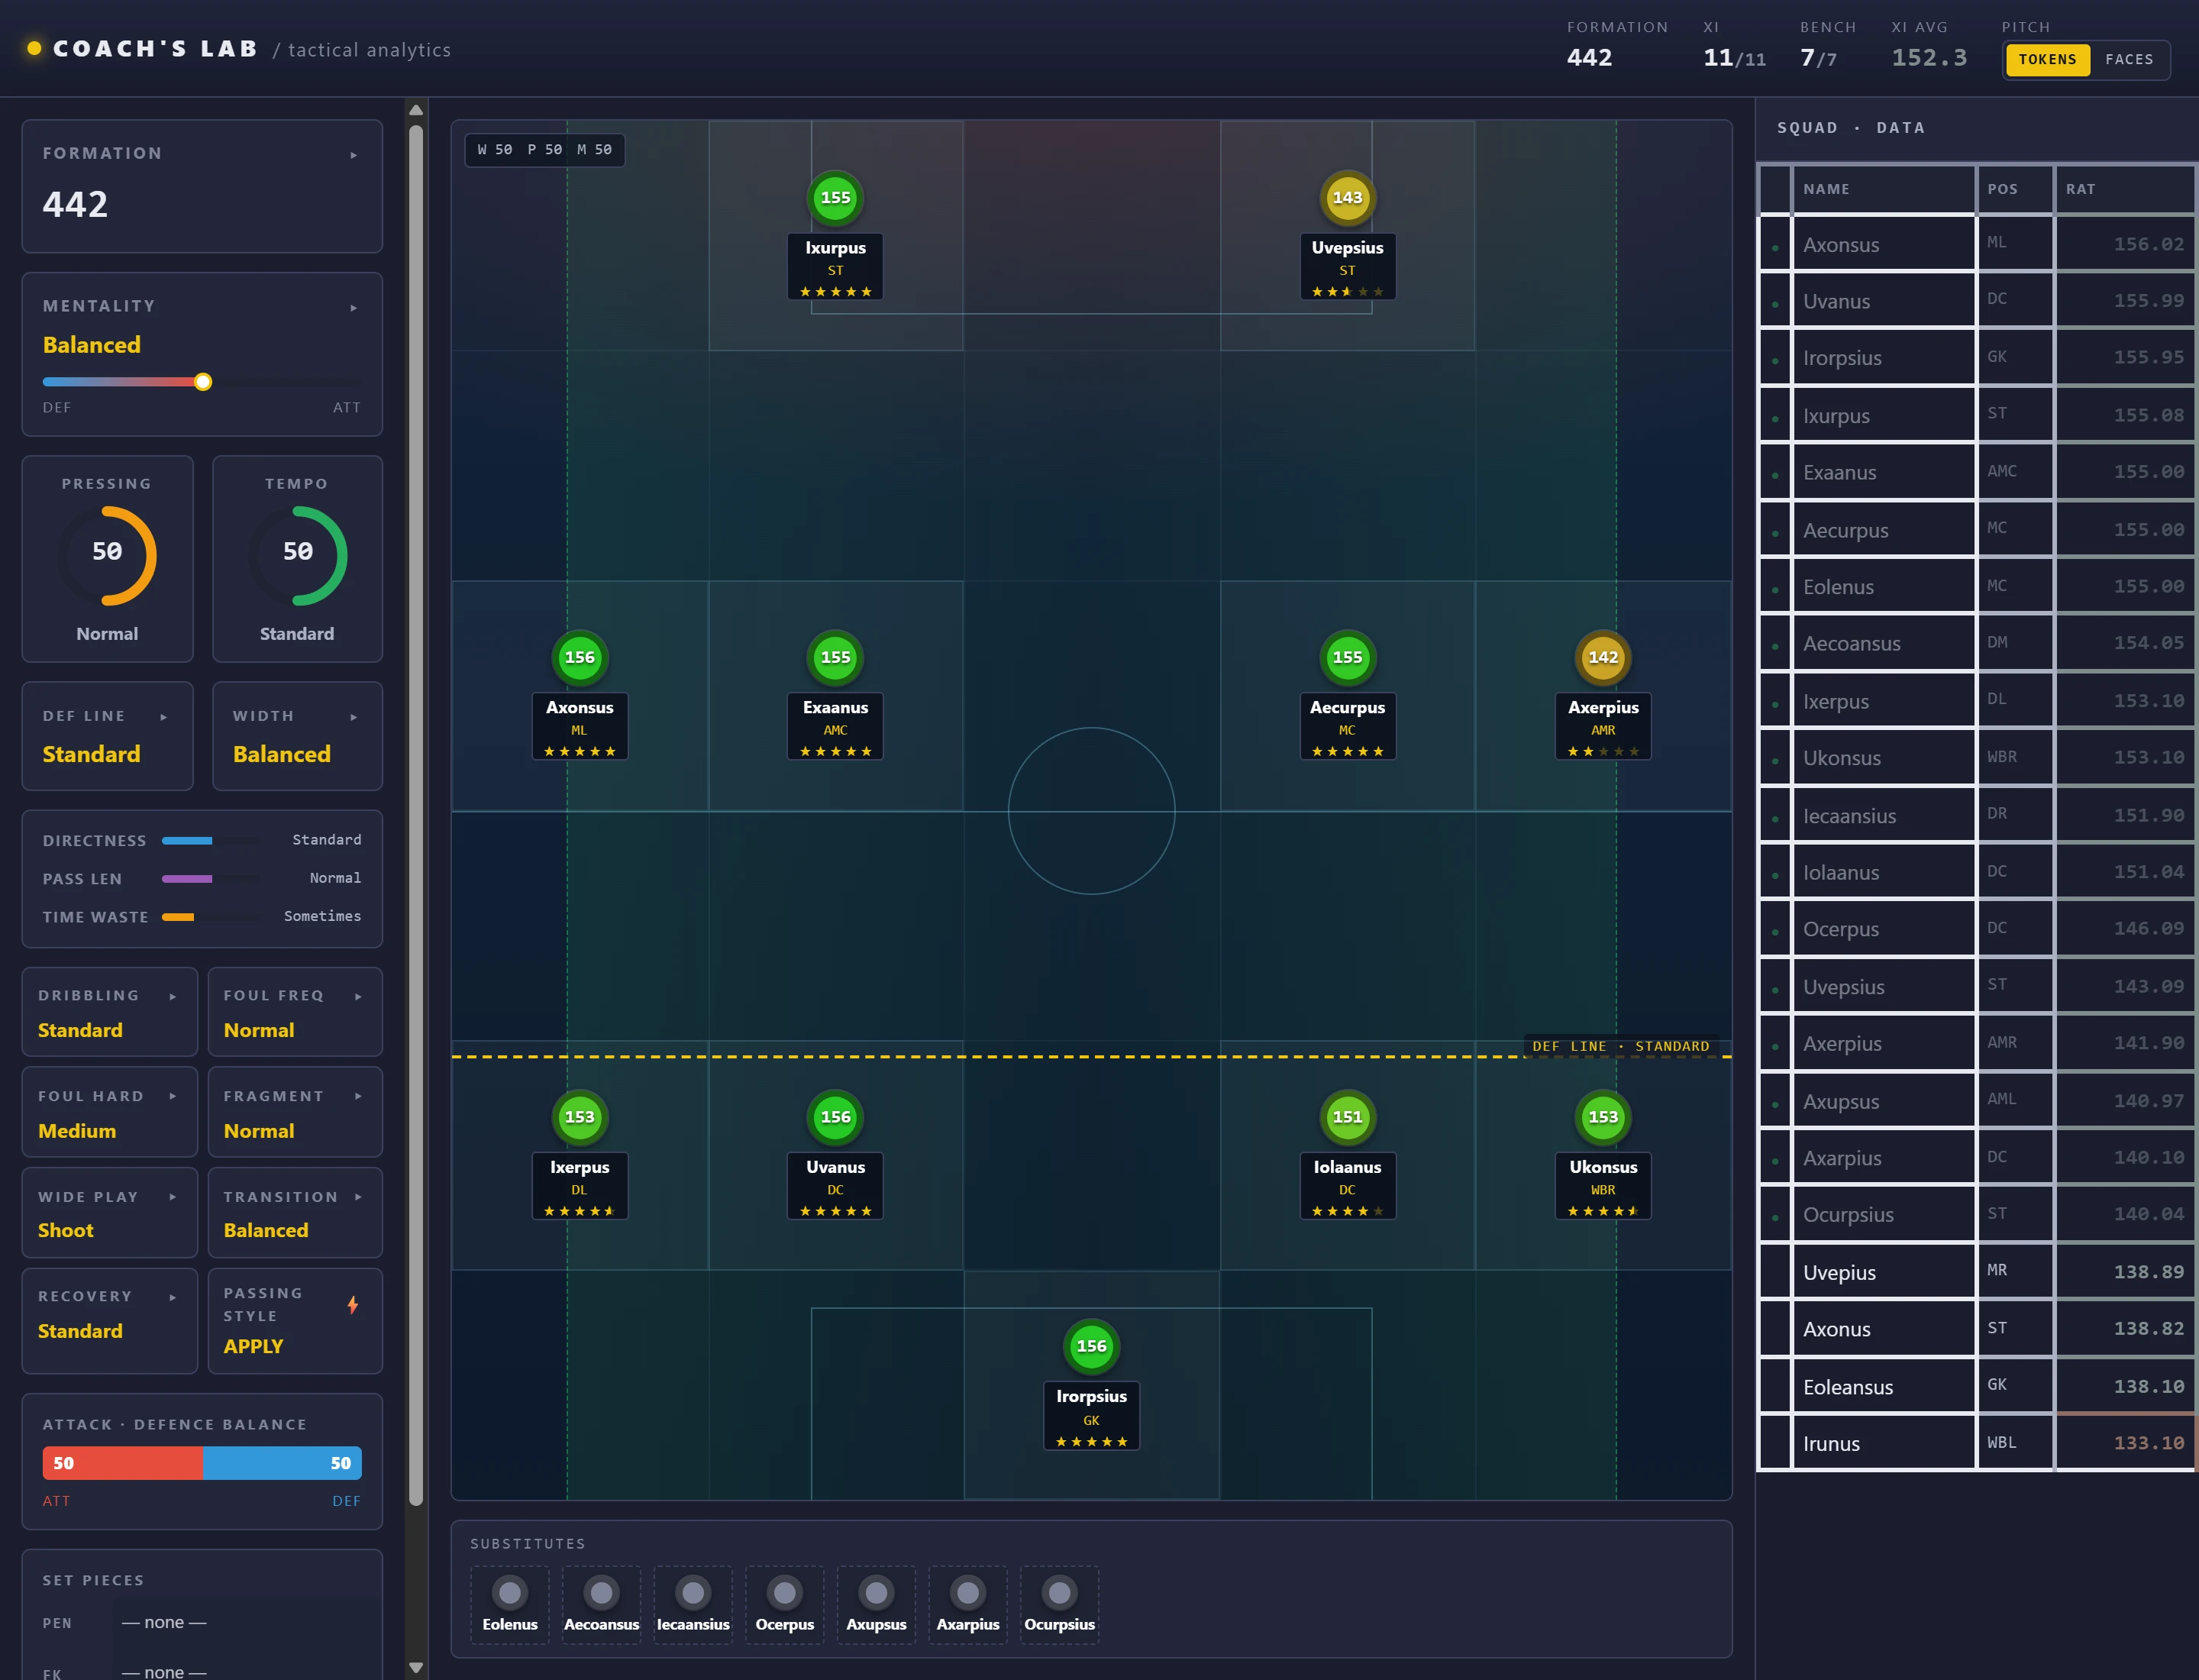 COACH'S LAB / tactical analytics
FORMATION
442
XI
11/11
BENCH
7/7
XI AVG
152.3
PITCH
TOKENS FACES
FORMATION
442
MENTALITY
Balanced
DEF ATT
PRESSING
50
Normal
TEMPO
50
Standard
DEF LINE
Standard
WIDTH
Balanced
DIRECTNESS Standard
PASS LEN Normal
TIME WASTE Sometimes
DRIBBLING
Standard
FOUL FREQ
Normal
FOUL HARD
Medium
FRAGMENT
Normal
WIDE PLAY
Shoot
TRANSITION
Balanced
RECOVERY
Standard
PASSING
STYLE
APPLY
ATTACK · DEFENCE BALANCE
50 50
ATT DEF
SET PIECES
PEN — none —
FK — none —
W 50 P 50 M 50
155
Ixurpus
ST
143
Uvepsius
ST
156
Axonsus
ML
155
Exaanus
AMC
155
Aecurpus
MC
142
Axerpius
AMR
DEF LINE · STANDARD
153
Ixerpus
DL
156
Uvanus
DC
151
Iolaanus
DC
153
Ukonsus
WBR
156
Irorpsius
GK
SUBSTITUTES
Eolenus
Aecoansus
Iecaansius
Ocerpus
Axupsus
Axarpius
Ocurpsius
SQUAD · DATA
NAME POS RAT
Axonsus ML 156.02
Uvanus DC 155.99
Irorpsius GK 155.95
Ixurpus ST 155.08
Exaanus AMC 155.00
Aecurpus MC 155.00
Eolenus MC 155.00
Aecoansus DM 154.05
Ixerpus DL 153.10
Ukonsus WBR 153.10
Iecaansius DR 151.90
Iolaanus DC 151.04
Ocerpus DC 146.09
Uvepsius ST 143.09
Axerpius AMR 141.90
Axupsus AML 140.97
Axarpius DC 140.10
Ocurpsius ST 140.04
Uvepius MR 138.89
Axonus ST 138.82
Eoleansus GK 138.10
Irunus WBL 133.10